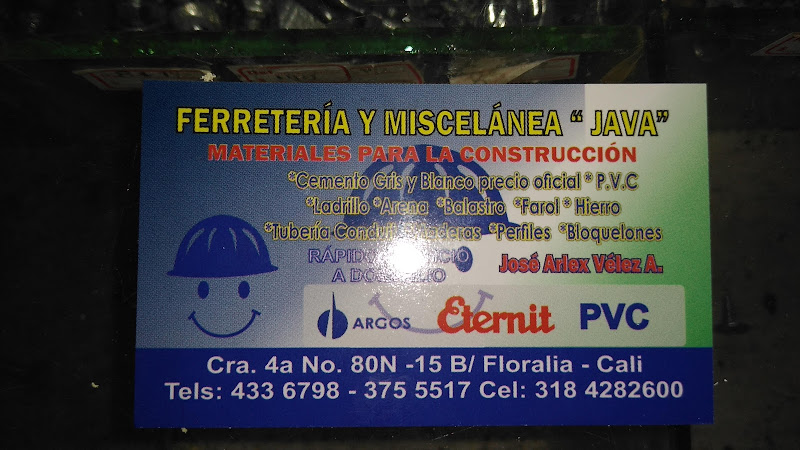 FERRETERÍA Y MISCELÁNEA “ JAVA”
MATERIALES PARA LA CONSTRUCCIÓN
*Cemento Gris y Blanco precio oficial * P.V.C
*Ladrillo *Arena *Balastro *Farol * Hierro
*Tubería Conduit *Maderas *Perfiles *Bloquelones
RÁPIDO SERVICIO
A DOMICILIO
José Arlex Vélez A.
ARGOS Eternit PVC
Cra. 4a No. 80N -15 B/ Floralia - Cali
Tels: 433 6798 - 375 5517 Cel: 318 4282600